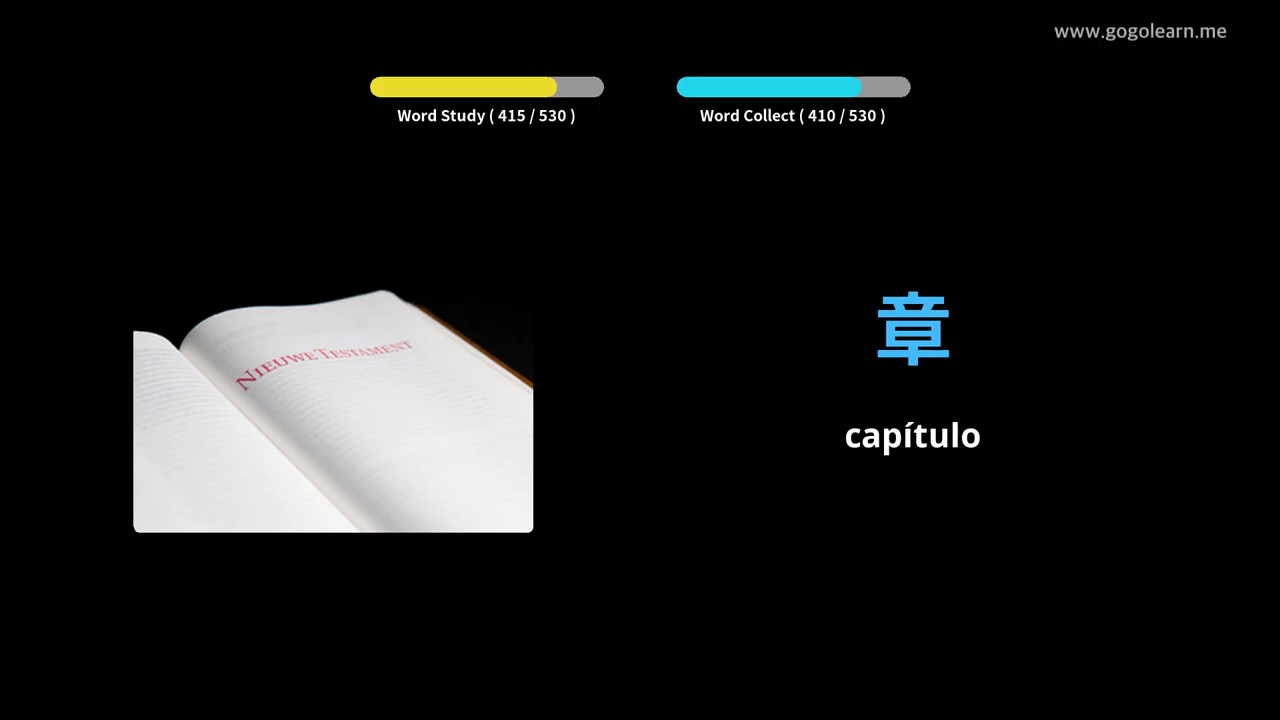 www.gogolearn.me
Word Study ( 415 / 530 )
Word Collect ( 410 / 530 )
NIEUWE TESTAMENT
章
capítulo